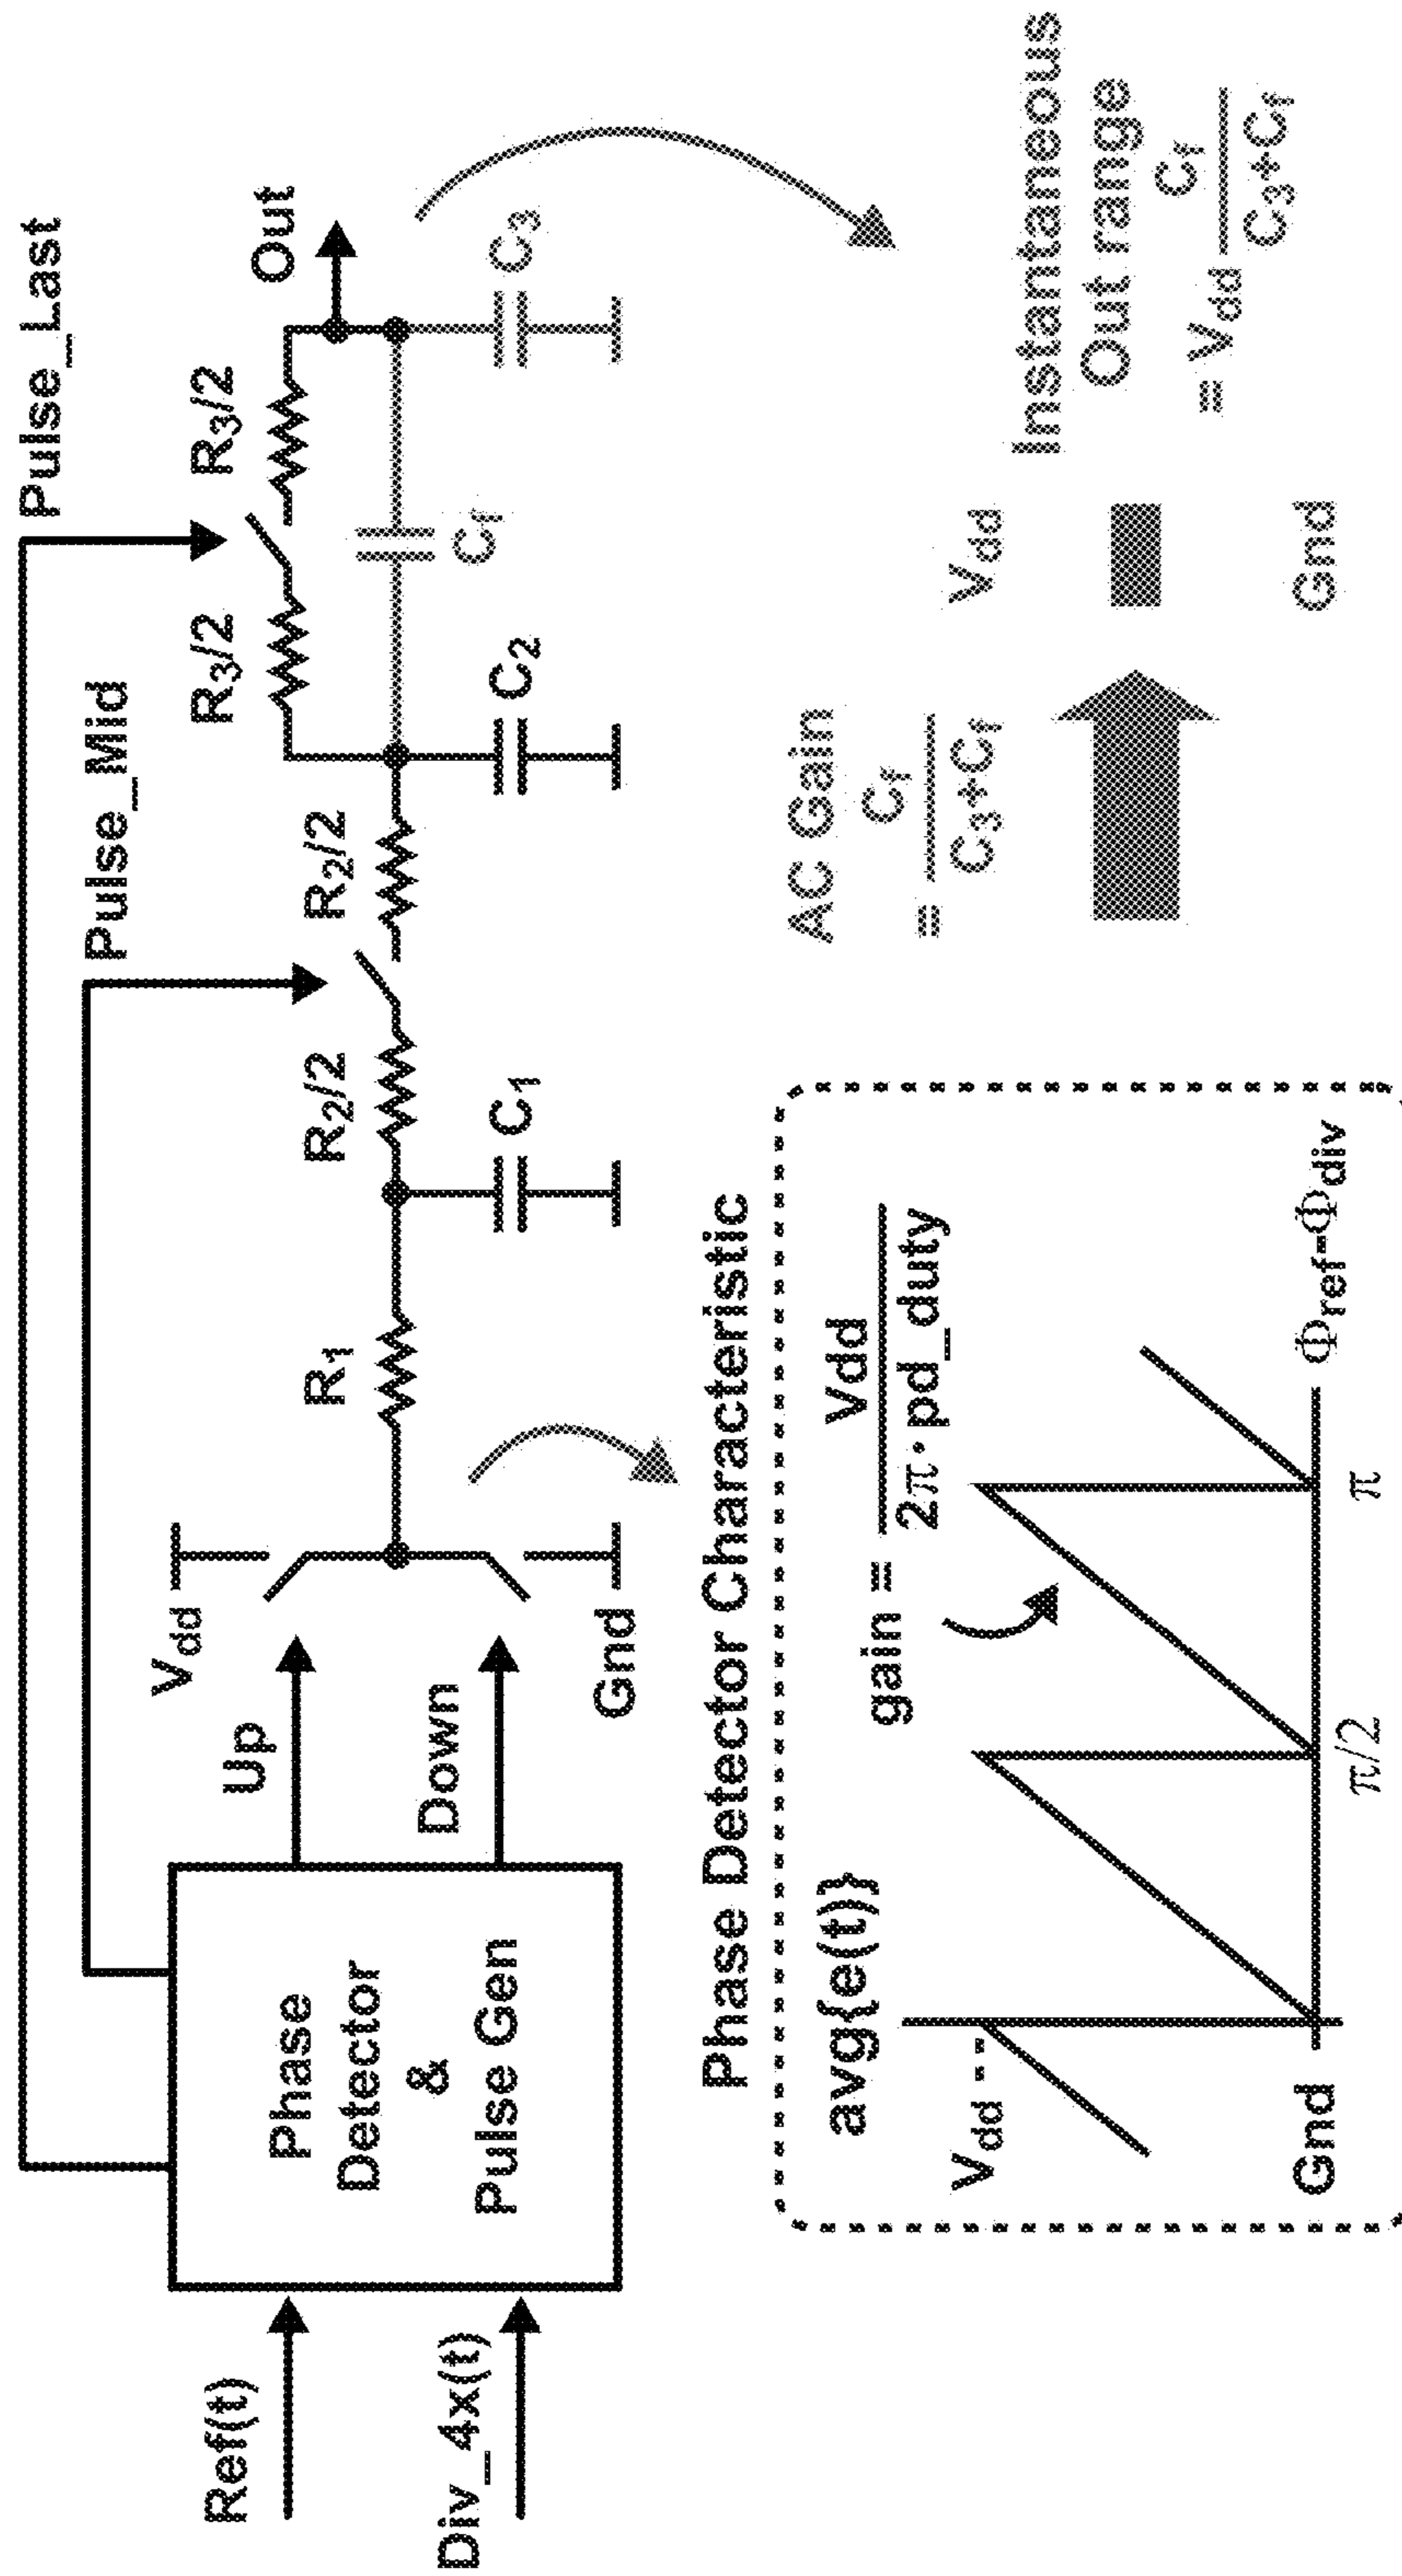 Pulse_Last
Pulse_Mid
Ref(t)
Div_4x(t)
Phase
Detector
&
Pulse Gen
Up
Down
Vdd
Gnd
R1
C1
R2/2
R2/2
C2
R3/2
R3/2
Cf
C3
Out
Phase Detector Characteristic
avg{e(t)}
Vdd
Gnd
gain = Vdd
2π·pd_duty
π/2
π
Φref-Φdiv
AC Gain
= Cf
C3+Cf
Vdd
Gnd
Instantaneous
Out range
= Vdd Cf
C3+Cf